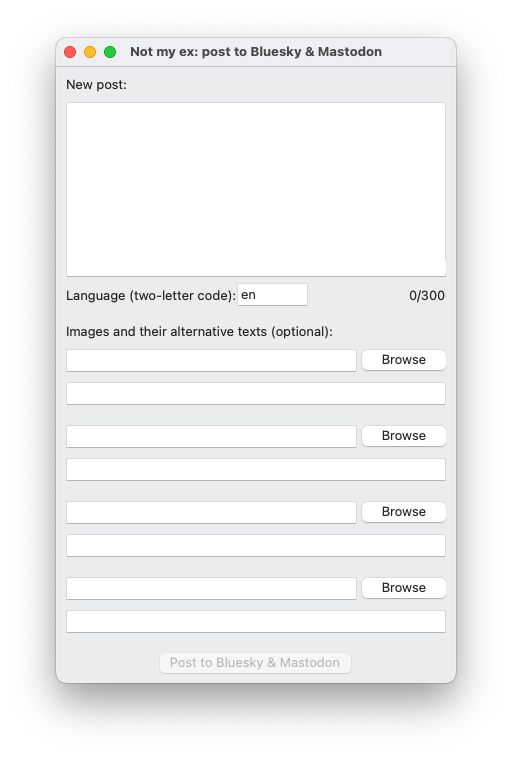 Not my ex: post to Bluesky & Mastodon
New post:
Language (two-letter code): en 0/300
Images and their alternative texts (optional):
Browse
Browse
Browse
Browse
Post to Bluesky & Mastodon